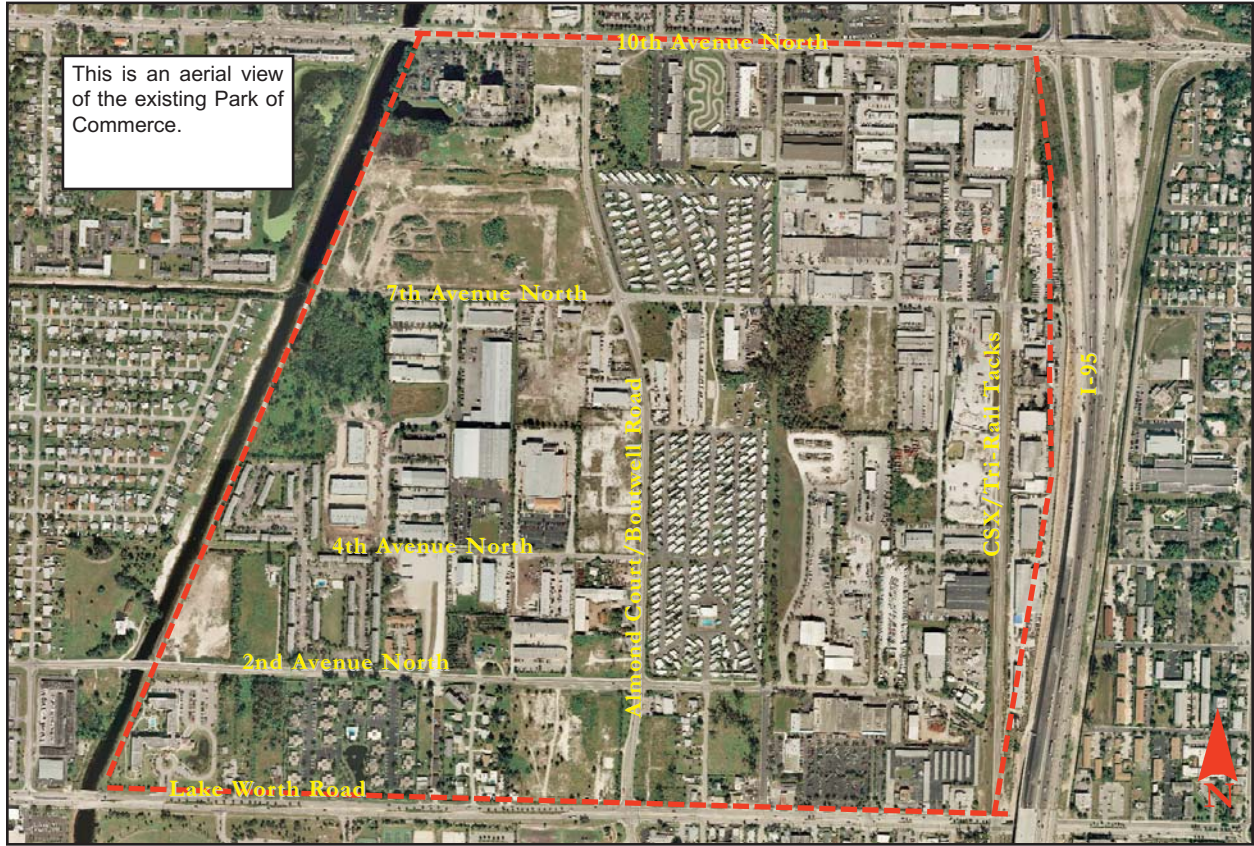 10th Avenue North
This is an aerial view
of the existing Park of
Commerce.
7th Avenue North
I-95
CSX/Tri-Rail Tacks
Almond Court/Boutwell Road
4th Avenue North
2nd Avenue North
Lake Worth Road
N